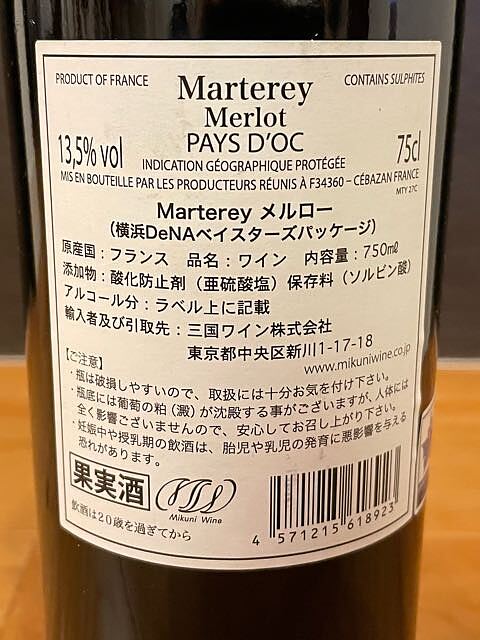 PRODUCT OF FRANCE
Marterey
CONTAINS SULPHITES
Merlot
13,5% vol
PAYS D'OC
75cl
INDICATION GÉOGRAPHIQUE PROTÉGÉE
MIS EN BOUTEILLE PAR LES PRODUCTEURS RÉUNIS À F34360 – CÉBAZAN FRANCE
MTY 27C
Marterey メルロー
(横浜DeNAベイスターズパッケージ)
原産国：フランス 品名：ワイン 内容量：750㎖
添加物：酸化防止剤（亜硫酸塩）保存料（ソルビン酸）
アルコール分：ラベル上に記載
輸入者及び引取先：三国ワイン株式会社
東京都中央区新川1-17-18
www.mikuniwine.co.jp
【ご注意】
・瓶は破損しやすいので、取扱には十分お気を付け下さい。
・瓶底には葡萄の粕（澱）が沈殿する事がございますが、人体には
全く影響ございませんので、安心してお召し上がり下さい。
・妊娠中や授乳期の飲酒は、胎児や乳児の発育に悪影響を与える
恐れがあります。
果実酒
Mikuni Wine
飲酒は20歳を過ぎてから
4 571215 618923